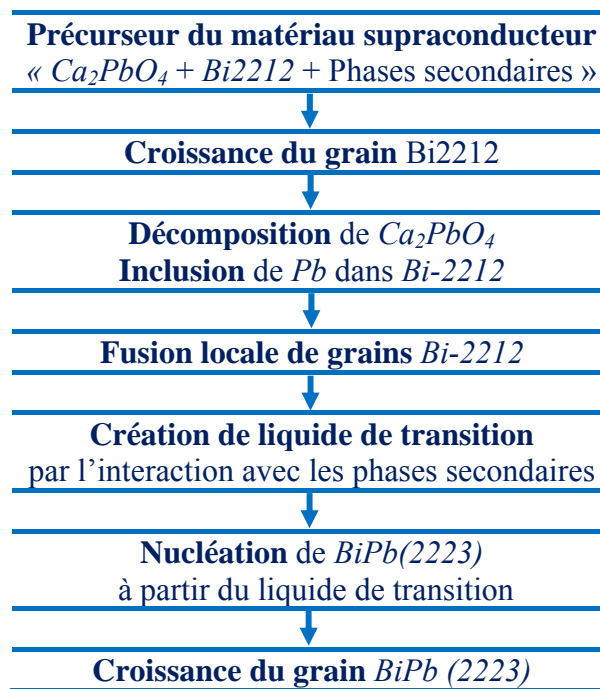 Précurseur du matériau supraconducteur
« Ca₂PbO₄ + Bi2212 + Phases secondaires »
Croissance du grain Bi2212
Décomposition de Ca₂PbO₄
Inclusion de Pb dans Bi-2212
Fusion locale de grains Bi-2212
Création de liquide de transition
par l’interaction avec les phases secondaires
Nucléation de BiPb(2223)
à partir du liquide de transition
Croissance du grain BiPb (2223)